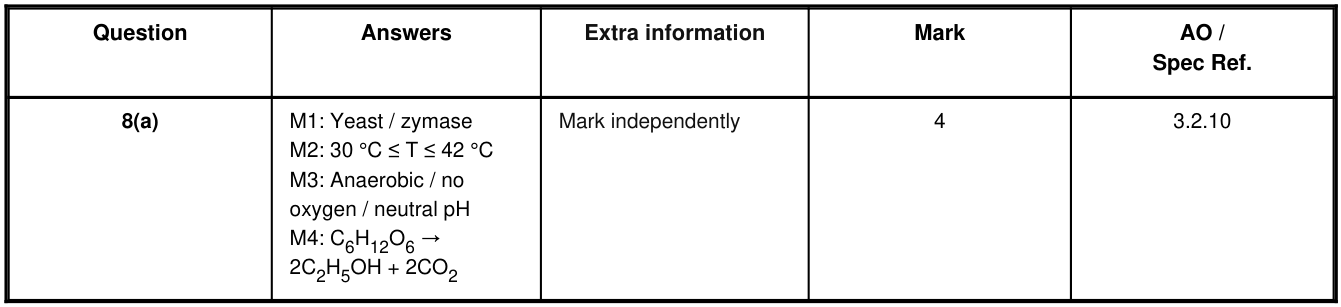 Question Answers Extra information Mark AO /
Spec Ref.
8(a) M1: Yeast / zymase Mark independently 4 3.2.10
M2: 30 °C ≤ T ≤ 42 °C
M3: Anaerobic / no
oxygen / neutral pH
M4: C₆H₁₂O₆ →
2C₂H₅OH + 2CO₂